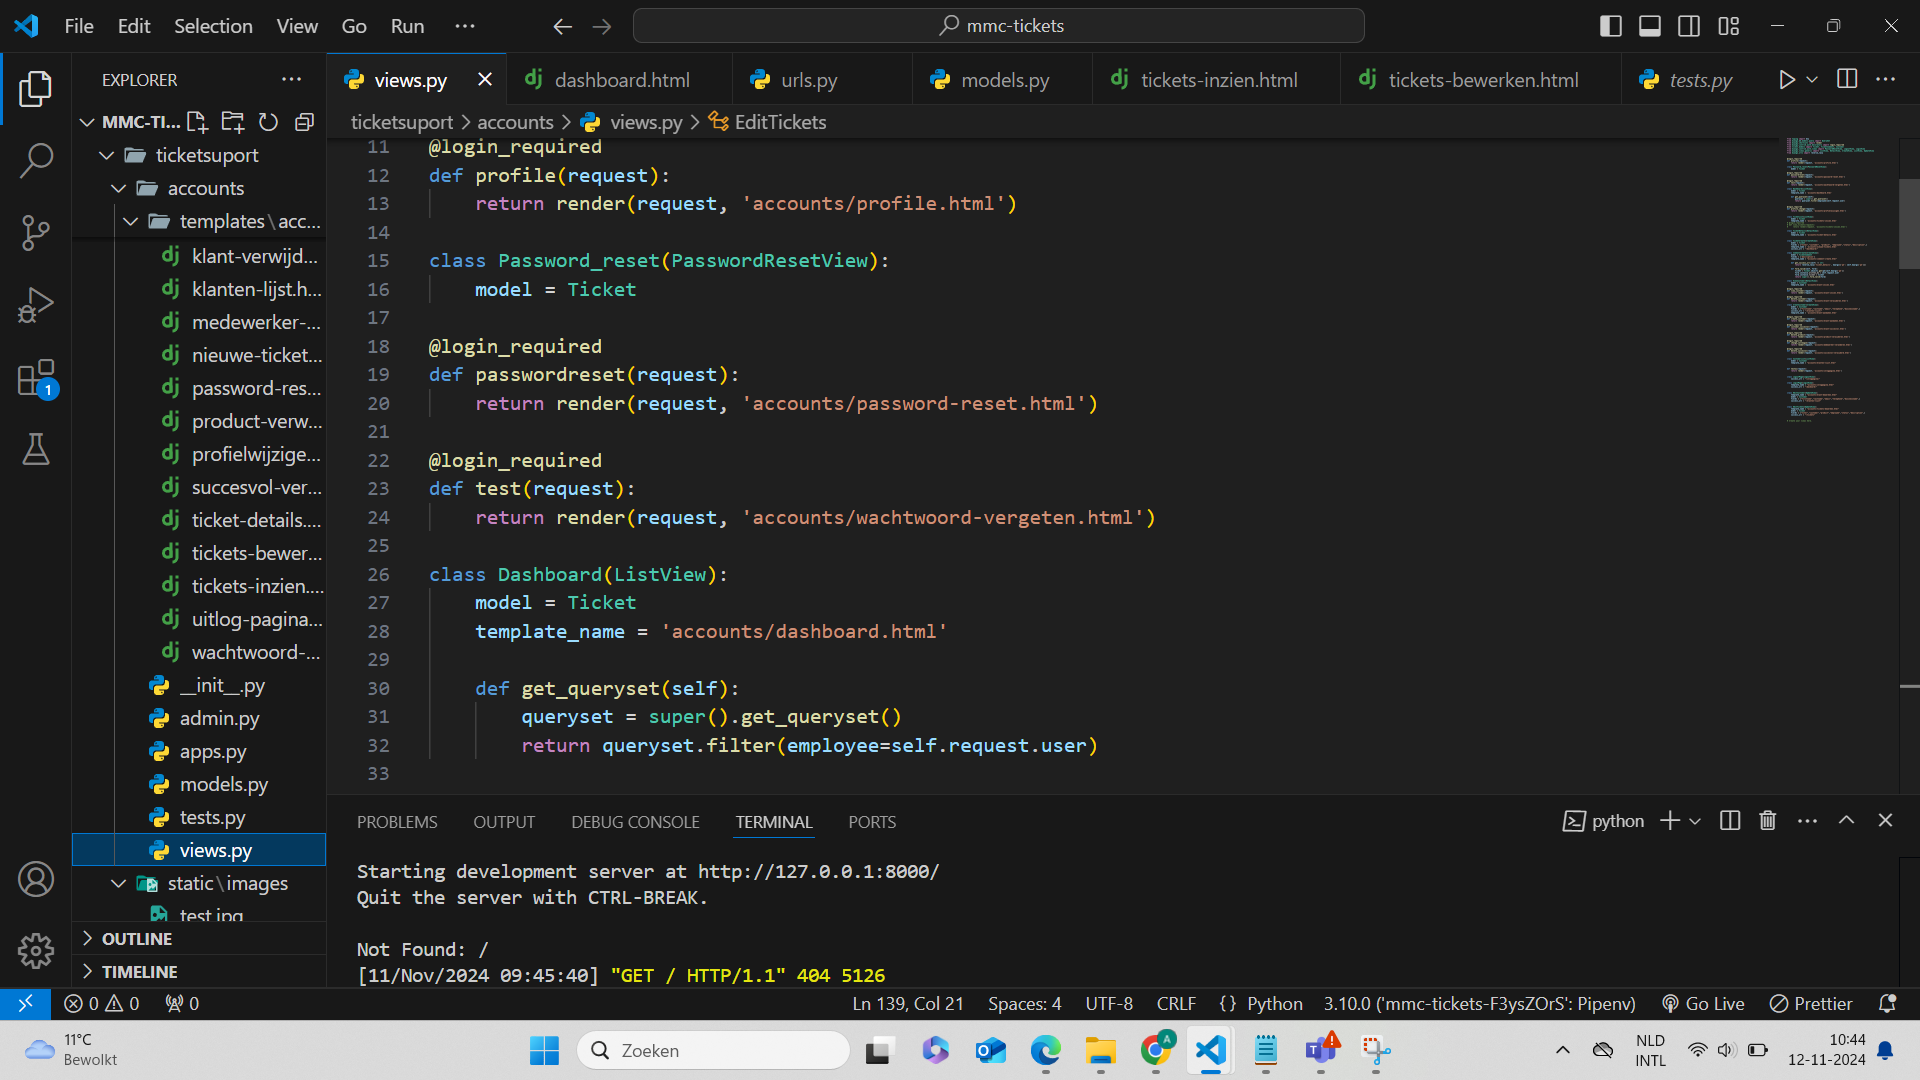 File Edit Selection View Go Run ···
mmc-tickets
EXPLORER
views.py
dashboard.html
urls.py
models.py
tickets-inzien.html
tickets-bewerken.html
tests.py
MMC-TI...
ticketsuport > accounts > views.py > EditTickets
ticketsuport
accounts
templates\acc...
klant-verwijd...
klanten-lijst.h...
medewerker-...
nieuwe-ticket...
password-res...
product-verw...
profielwijzige...
succesvol-ver...
ticket-details....
tickets-bewer...
tickets-inzien....
uitlog-pagina...
wachtwoord-...
__init__.py
admin.py
apps.py
models.py
tests.py
views.py
static\images
test.jpg
OUTLINE
TIMELINE
11 @login_required
12 def profile(request):
13 return render(request, 'accounts/profile.html')
14
15 class Password_reset(PasswordResetView):
16 model = Ticket
17
18 @login_required
19 def passwordreset(request):
20 return render(request, 'accounts/password-reset.html')
21
22 @login_required
23 def test(request):
24 return render(request, 'accounts/wachtwoord-vergeten.html')
25
26 class Dashboard(ListView):
27 model = Ticket
28 template_name = 'accounts/dashboard.html'
29
30 def get_queryset(self):
31 queryset = super().get_queryset()
32 return queryset.filter(employee=self.request.user)
33
PROBLEMS OUTPUT DEBUG CONSOLE TERMINAL PORTS
python
Starting development server at http://127.0.0.1:8000/
Quit the server with CTRL-BREAK.
Not Found: /
[11/Nov/2024 09:45:40] "GET / HTTP/1.1" 404 5126
1
0 0 0
Ln 139, Col 21 Spaces: 4 UTF-8 CRLF {} Python 3.10.0 ('mmc-tickets-F3ysZOrS': Pipenv) Go Live Prettier
11°C
Bewolkt
Zoeken
A
NLD
INTL
10:44
12-11-2024